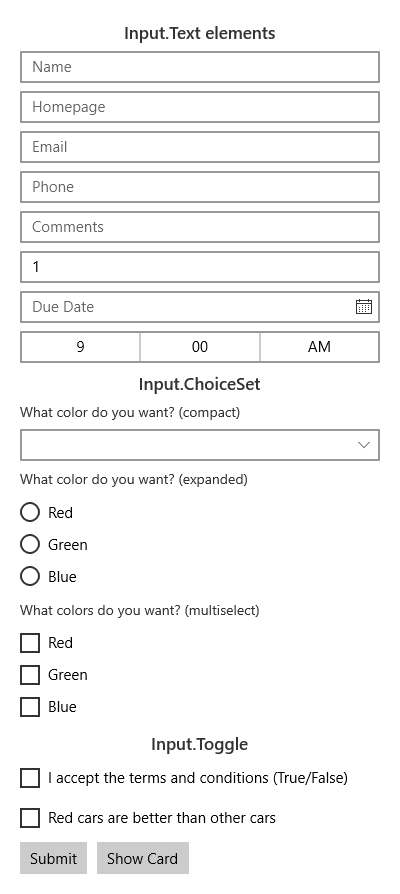 Input.Text elements
Name
Homepage
Email
Phone
Comments
1
Due Date
9 00 AM
Input.ChoiceSet
What color do you want? (compact)
What color do you want? (expanded)
Red
Green
Blue
What colors do you want? (multiselect)
Red
Green
Blue
Input.Toggle
I accept the terms and conditions (True/False)
Red cars are better than other cars
Submit Show Card